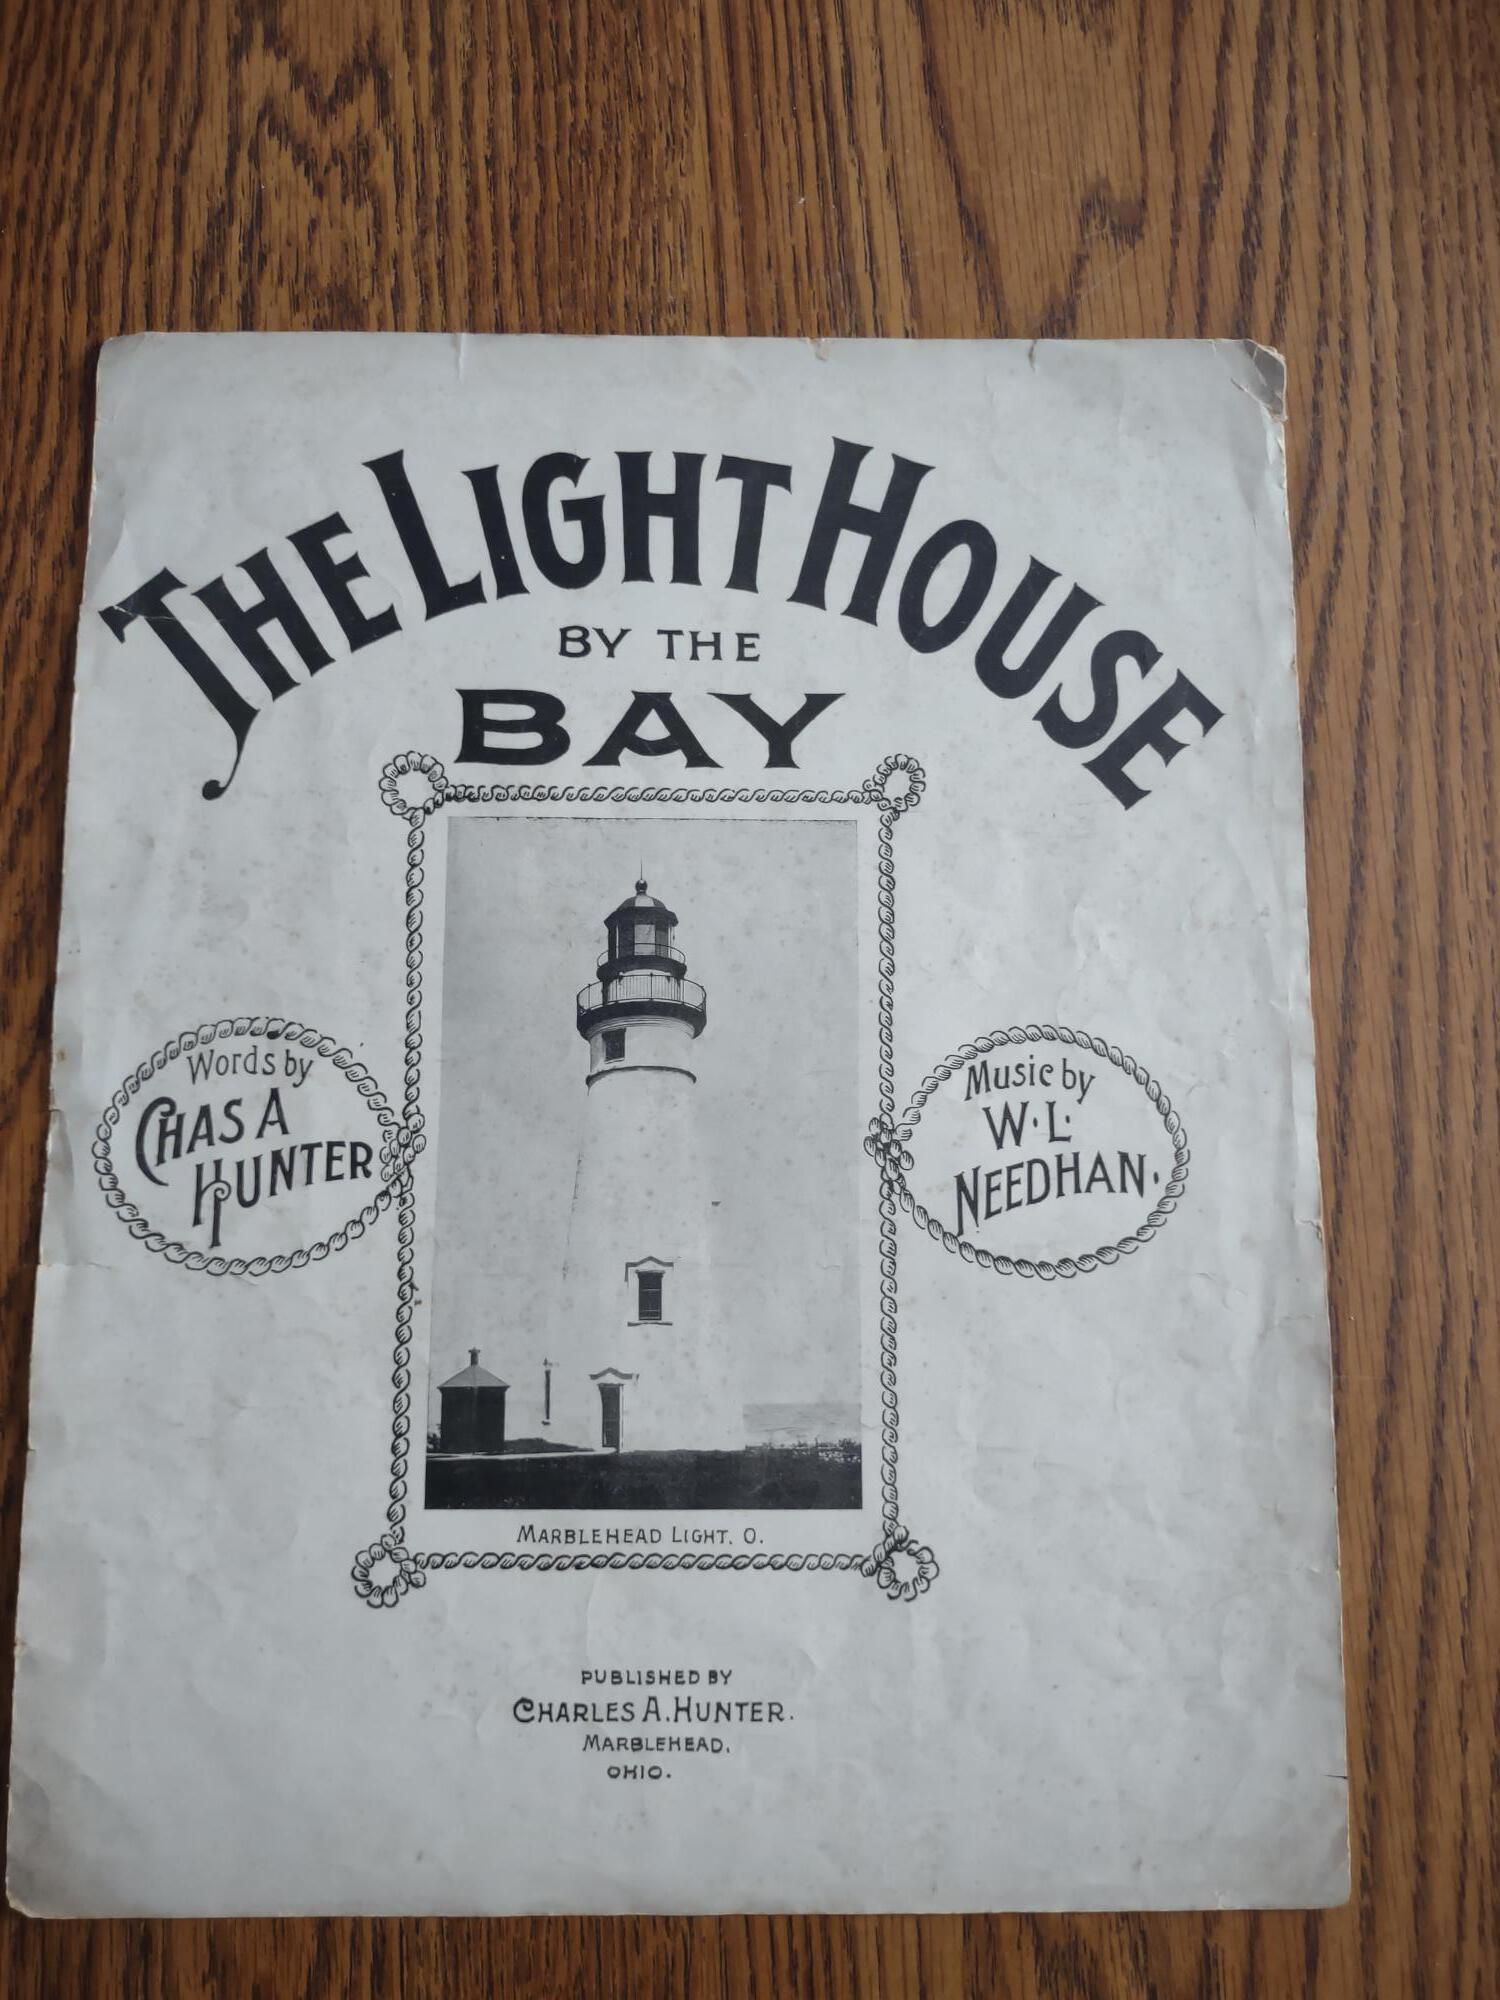 THE LIGHT HOUSE
BY THE
BAY
Words by
CHAS A
HUNTER
Music by
W. L.
NEEDHAN.
MARBLEHEAD LIGHT. O.
PUBLISHED BY
CHARLES A. HUNTER.
MARBLEHEAD,
OHIO.